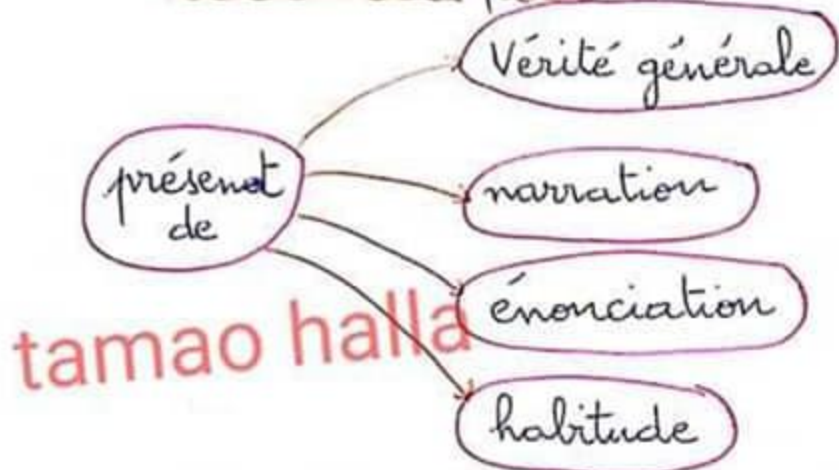 Vérité générale
présent
de
narration
énonciation
tamao halla
habitude